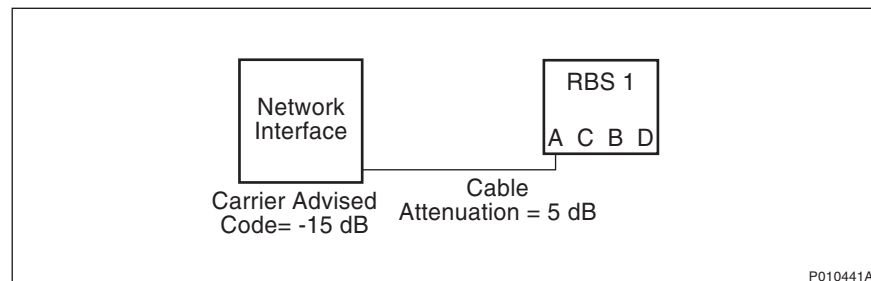 Network
Interface
RBS 1
A C B D
Cable
Attenuation = 5 dB
Carrier Advised
Code= -15 dB
P010441A